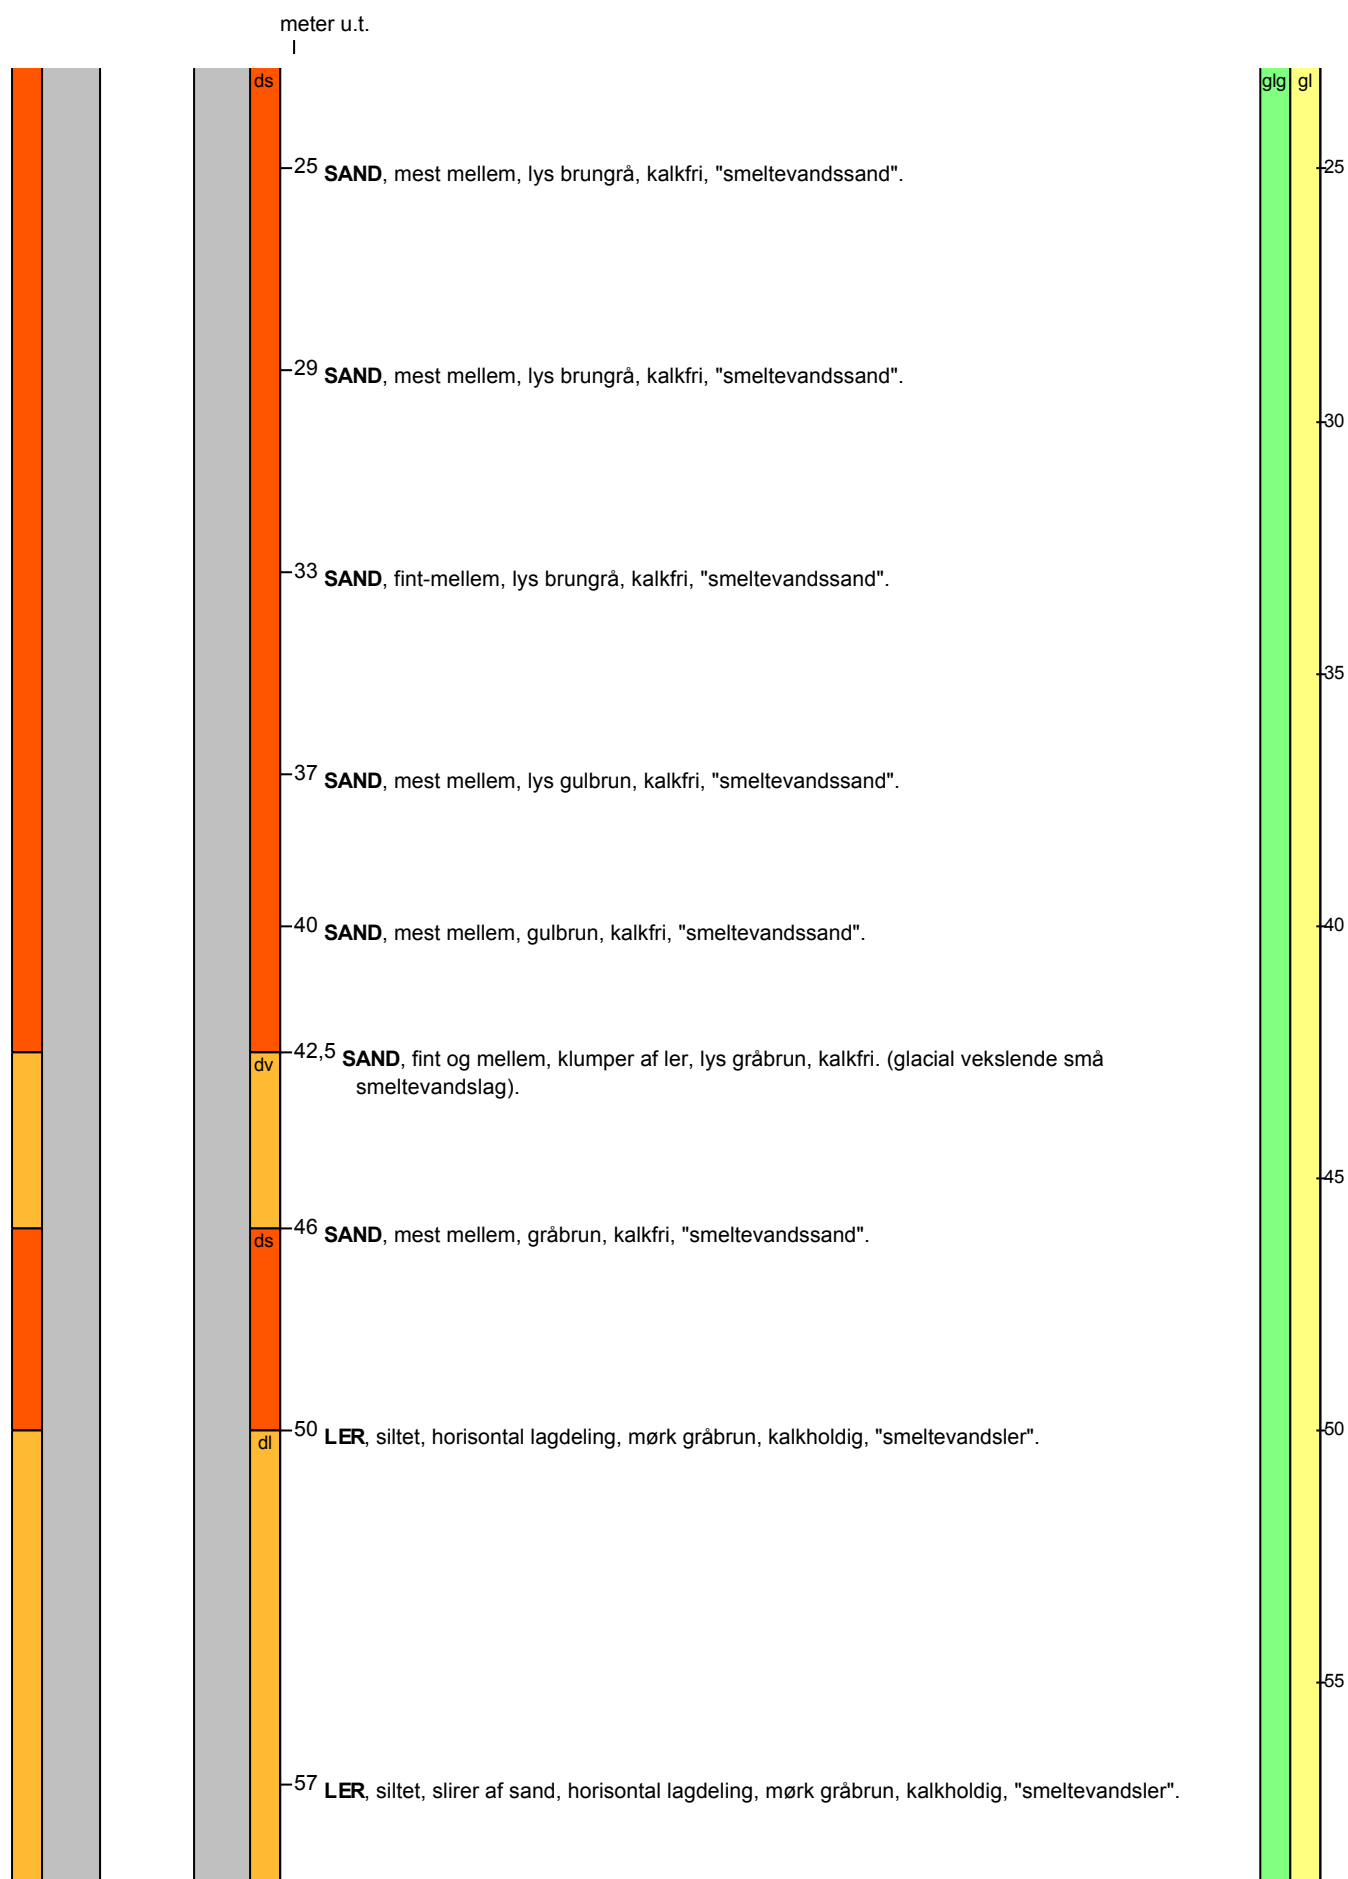 meter u.t.
ds glg gl
25 SAND, mest mellem, lys brungrå, kalkfri, "smeltevandssand". 25
29 SAND, mest mellem, lys brungrå, kalkfri, "smeltevandssand".
30
33 SAND, fint-mellem, lys brungrå, kalkfri, "smeltevandssand".
35
37 SAND, mest mellem, lys gulbrun, kalkfri, "smeltevandssand".
40 SAND, mest mellem, gulbrun, kalkfri, "smeltevandssand". 40
dv 42,5 SAND, fint og mellem, klumper af ler, lys gråbrun, kalkfri. (glacial vekslende små
smeltevandslag).
45
ds 46 SAND, mest mellem, gråbrun, kalkfri, "smeltevandssand".
dl 50 LER, siltet, horisontal lagdeling, mørk gråbrun, kalkholdig, "smeltevandsler". 50
55
57 LER, siltet, slirer af sand, horisontal lagdeling, mørk gråbrun, kalkholdig, "smeltevandsler".